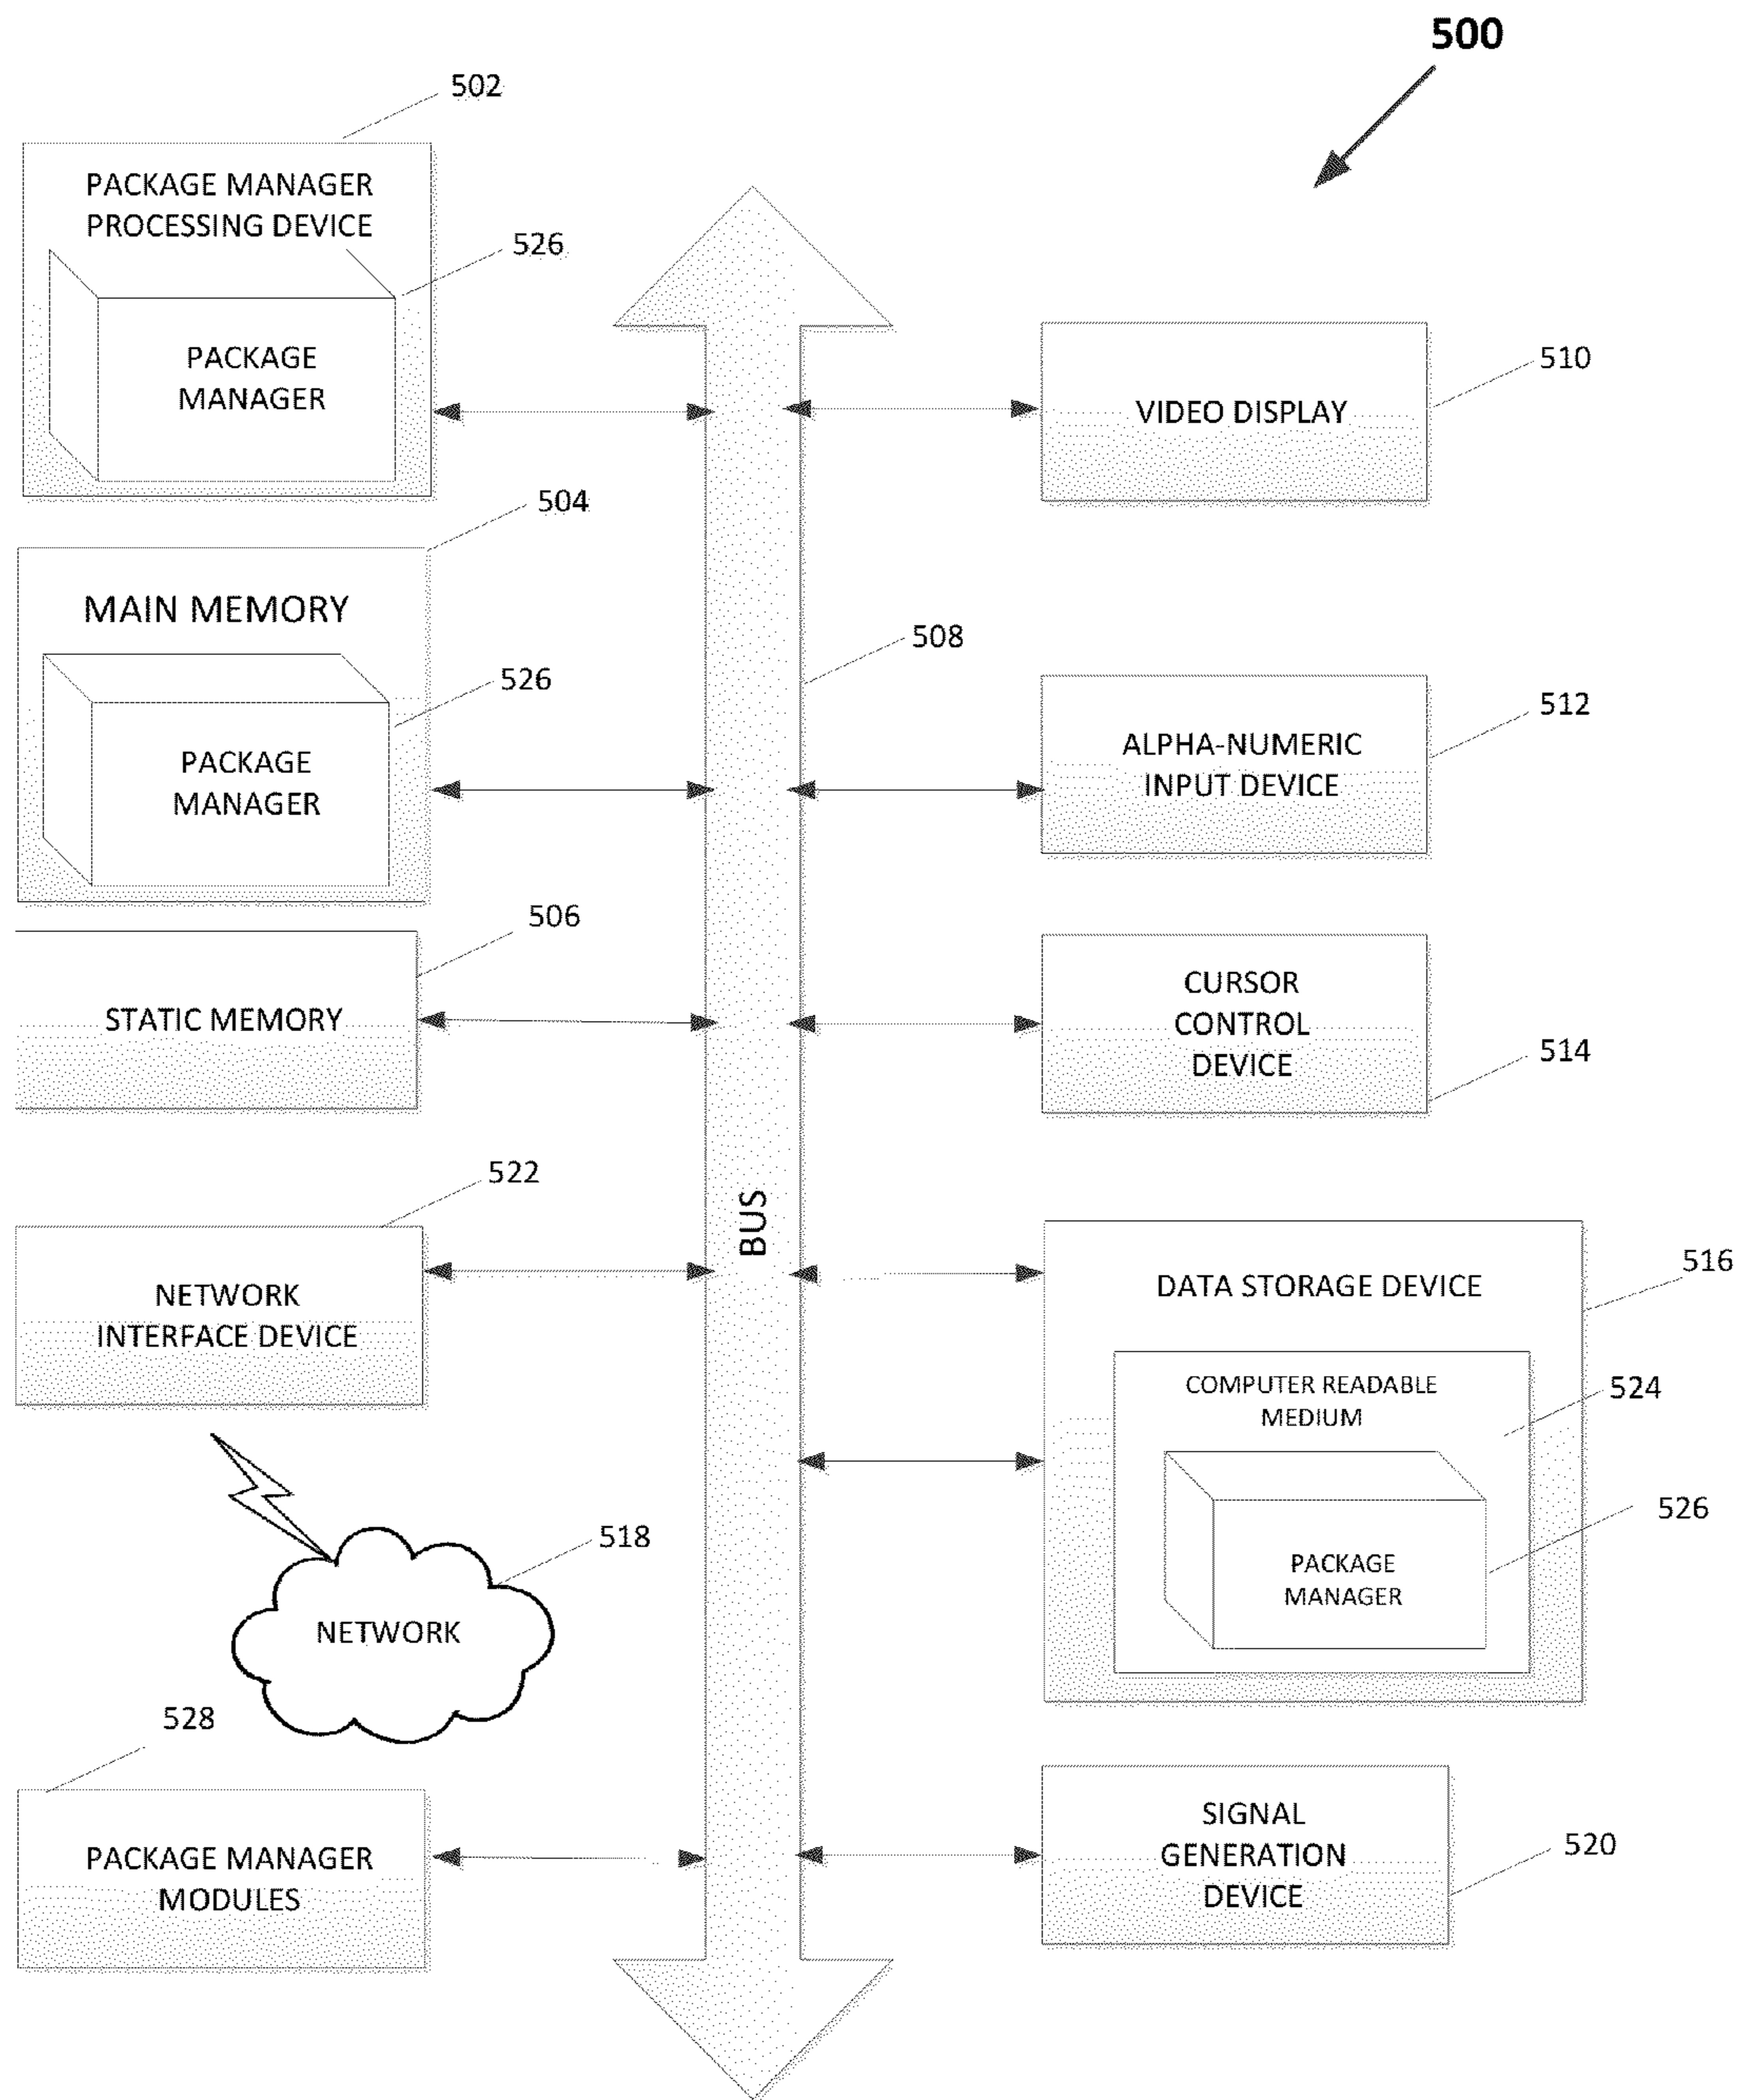 500
502
PACKAGE MANAGER
PROCESSING DEVICE
526
PACKAGE
MANAGER
510
VIDEO DISPLAY
504
MAIN MEMORY
526
PACKAGE
MANAGER
508
512
ALPHA-NUMERIC
INPUT DEVICE
506
STATIC MEMORY
CURSOR
CONTROL
DEVICE
514
522
NETWORK
INTERFACE DEVICE
BUS
516
DATA STORAGE DEVICE
COMPUTER READABLE
MEDIUM
524
526
PACKAGE
MANAGER
518
NETWORK
528
PACKAGE MANAGER
MODULES
SIGNAL
GENERATION
DEVICE
520